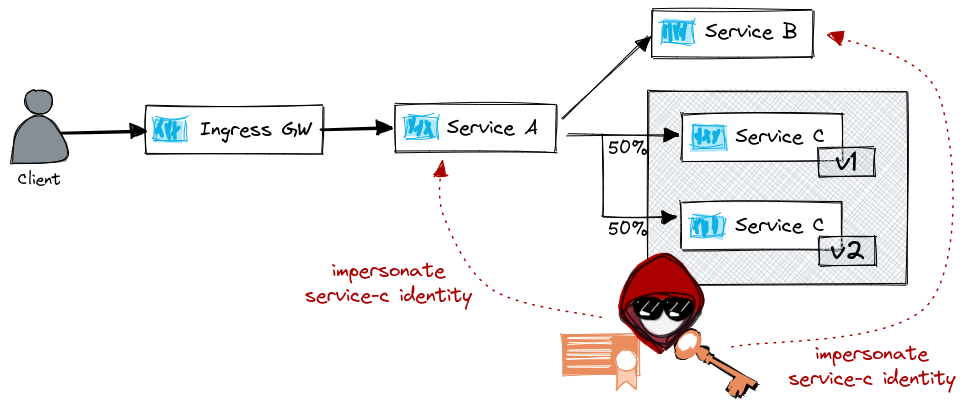 Service B
Client
Ingress GW
Service A
50%
Service C
v1
50%
Service C
v2
impersonate
service-c identity
impersonate
service-c identity